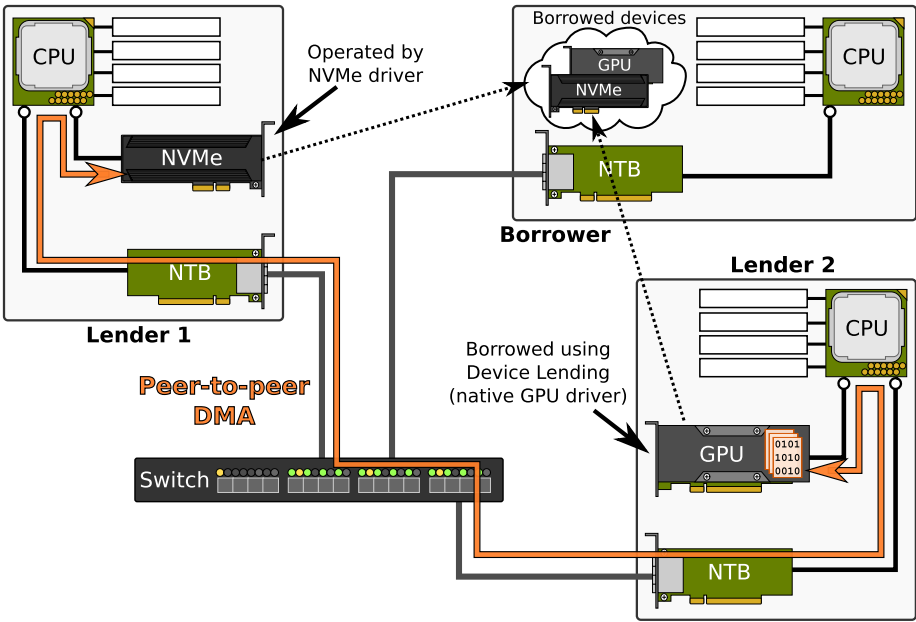 CPU
Operated by
NVMe driver
NVMe
NTB
Lender 1
Borrowed devices
GPU
NVMe
CPU
NTB
Borrower
Lender 2
CPU
Borrowed using
Device Lending
(native GPU driver)
GPU
0101
1010
0010
NTB
Peer-to-peer
DMA
Switch